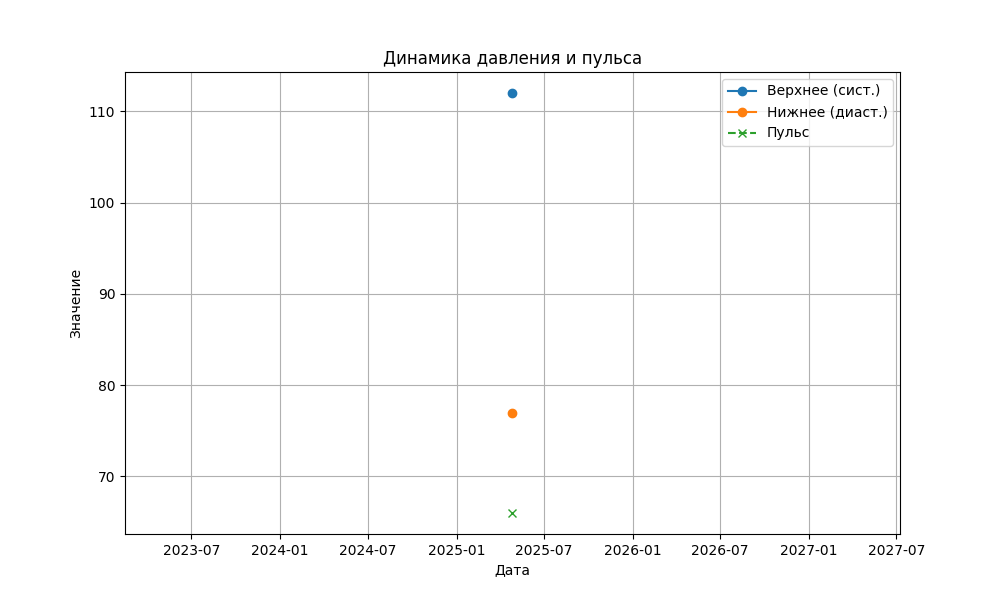 Динамика давления и пульса
Верхнее (сист.)
Нижнее (диаст.)
Пульс
110
100
90
80
70
Значение
2023-07 2024-01 2024-07 2025-01 2025-07 2026-01 2026-07 2027-01 2027-07
Дата